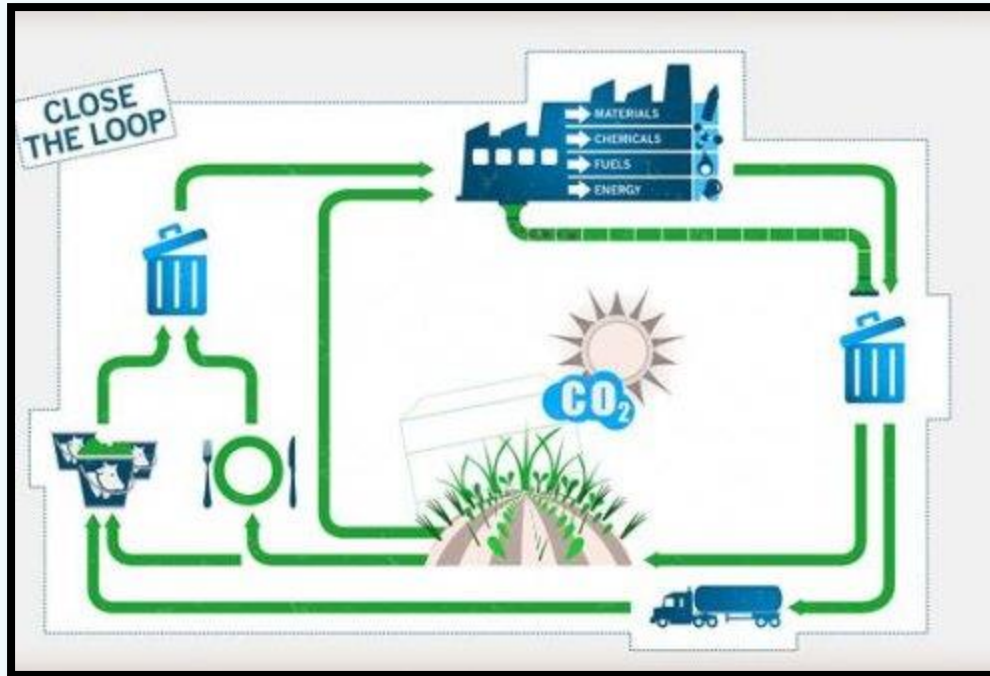 CLOSE
THE LOOP
MATERIALS
CHEMICALS
FUELS
ENERGY
CO₂